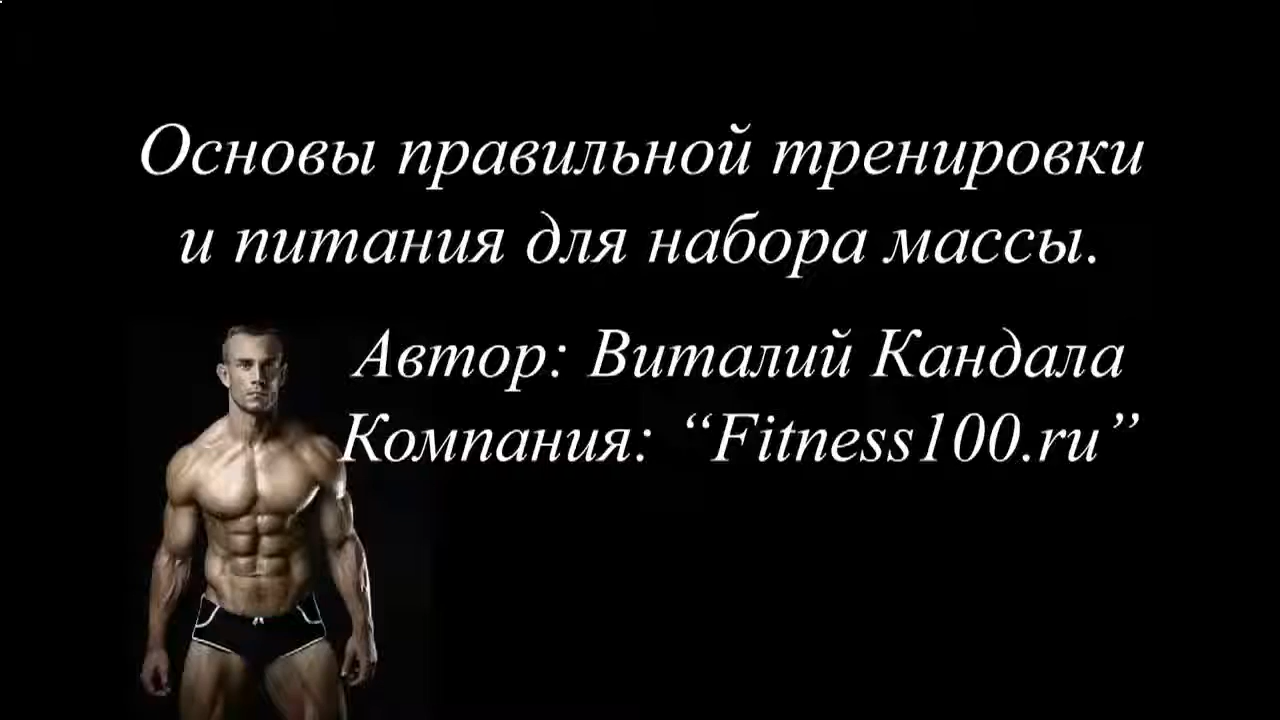 Основы правильной тренировки
и питания для набора массы.
Автор: Виталий Кандала
Компания: “Fitness100.ru”